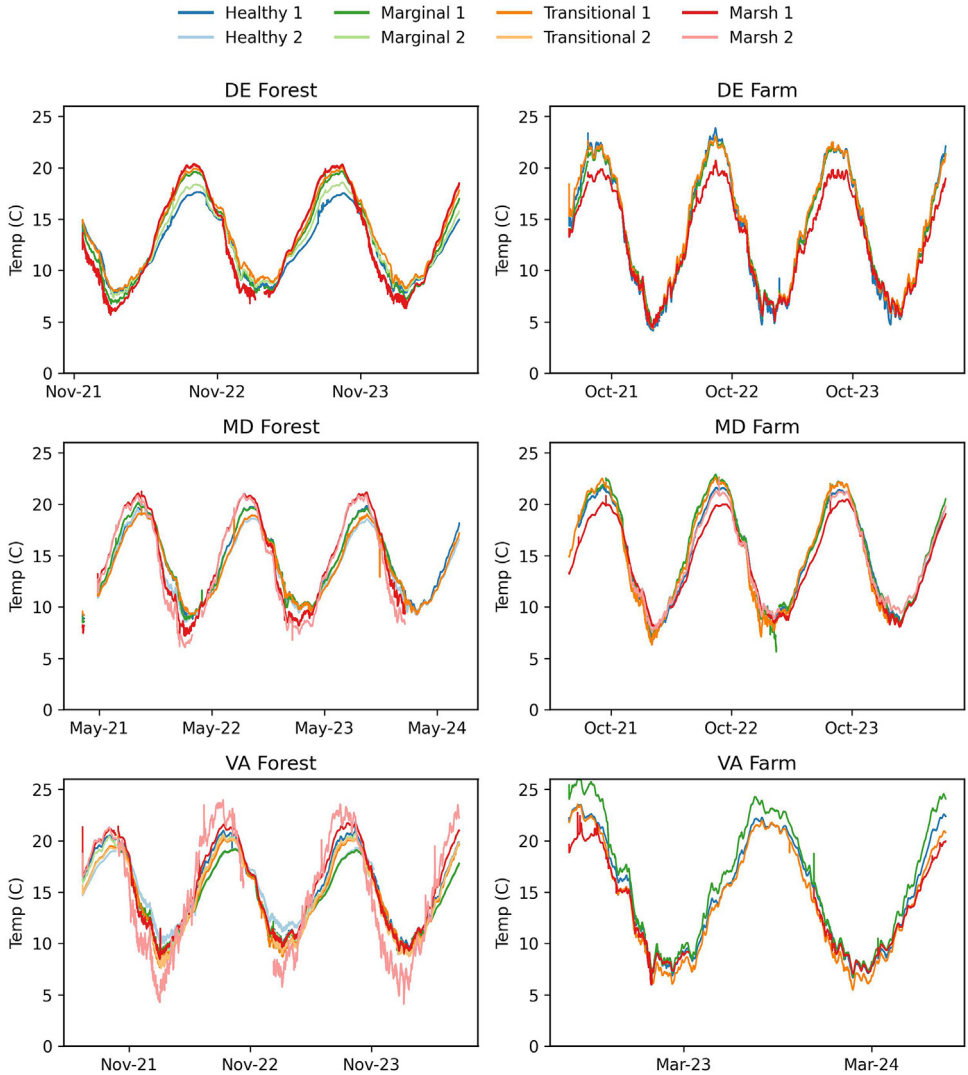 Healthy 1 Marginal 1 Transitional 1 Marsh 1
Healthy 2 Marginal 2 Transitional 2 Marsh 2
DE Forest
Temp (C)
25
20
15
10
5
0
Nov-21 Nov-22 Nov-23
DE Farm
Temp (C)
25
20
15
10
5
0
Oct-21 Oct-22 Oct-23
MD Forest
Temp (C)
25
20
15
10
5
0
May-21 May-22 May-23 May-24
MD Farm
Temp (C)
25
20
15
10
5
0
Oct-21 Oct-22 Oct-23
VA Forest
Temp (C)
25
20
15
10
5
0
Nov-21 Nov-22 Nov-23
VA Farm
Temp (C)
25
20
15
10
5
0
Mar-23 Mar-24